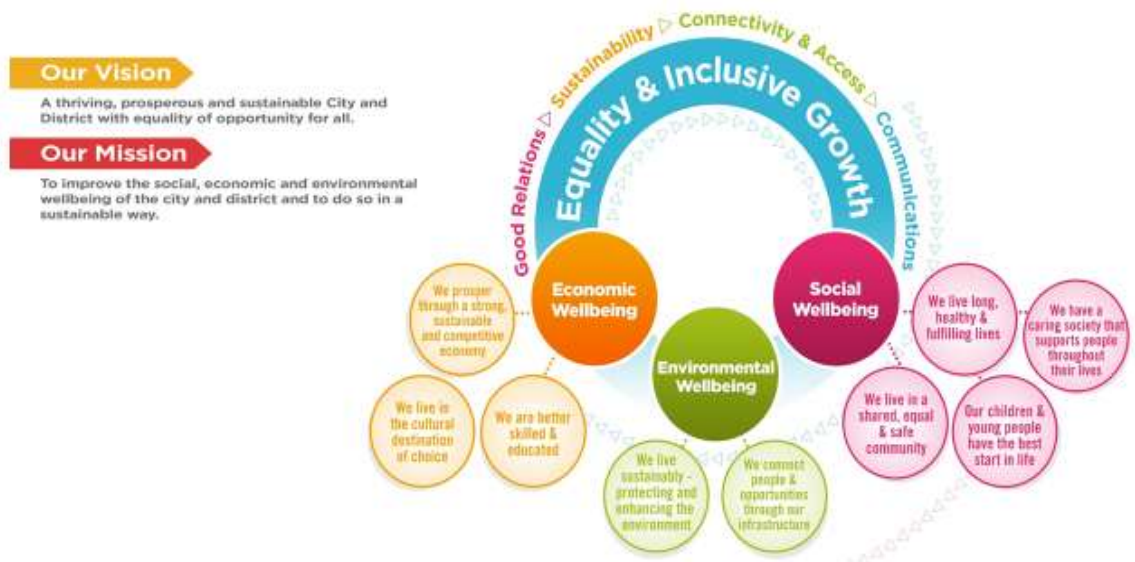 Our Vision
A thriving, prosperous and sustainable City and
District with equality of opportunity for all.
Our Mission
To improve the social, economic and environmental
wellbeing of the city and district and to do so in a
sustainable way.
Good Relations ▷ Sustainability ▷ Connectivity & Access ▷ Communications
Equality & Inclusive Growth
Economic
Wellbeing
We prosper
through a strong,
sustainable
and competitive
economy
We live in
the cultural
destination
of choice
We are better
skilled &
educated
Environmental
Wellbeing
We live
sustainably -
protecting and
enhancing the
environment
We connect
people &
opportunities
through our
infrastructure
Social
Wellbeing
We live long,
healthy &
fulfilling lives
We have a
caring society that
supports people
throughout
their lives
We live in a
shared, equal
& safe
community
Our children &
young people
have the best
start in life